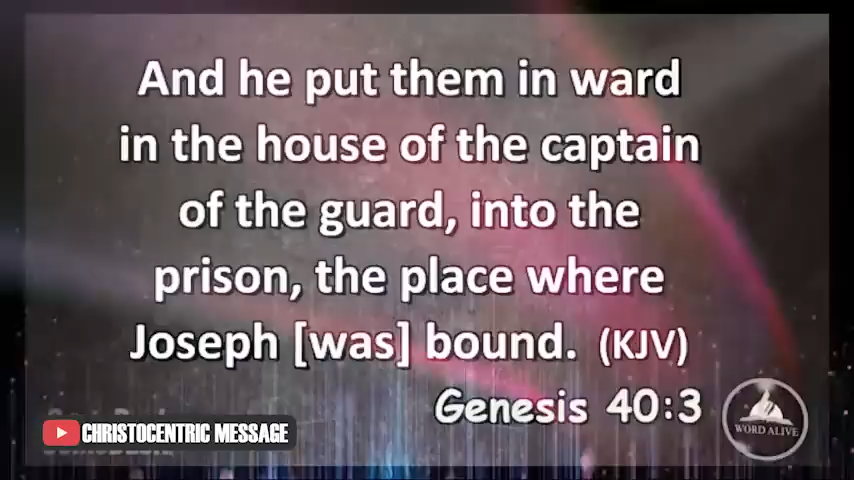 And he put them in ward
in the house of the captain
of the guard, into the
prison, the place where
Joseph [was] bound. (KJV)
Genesis 40:3
CHRISTOCENTRIC MESSAGE
WORD ALIVE